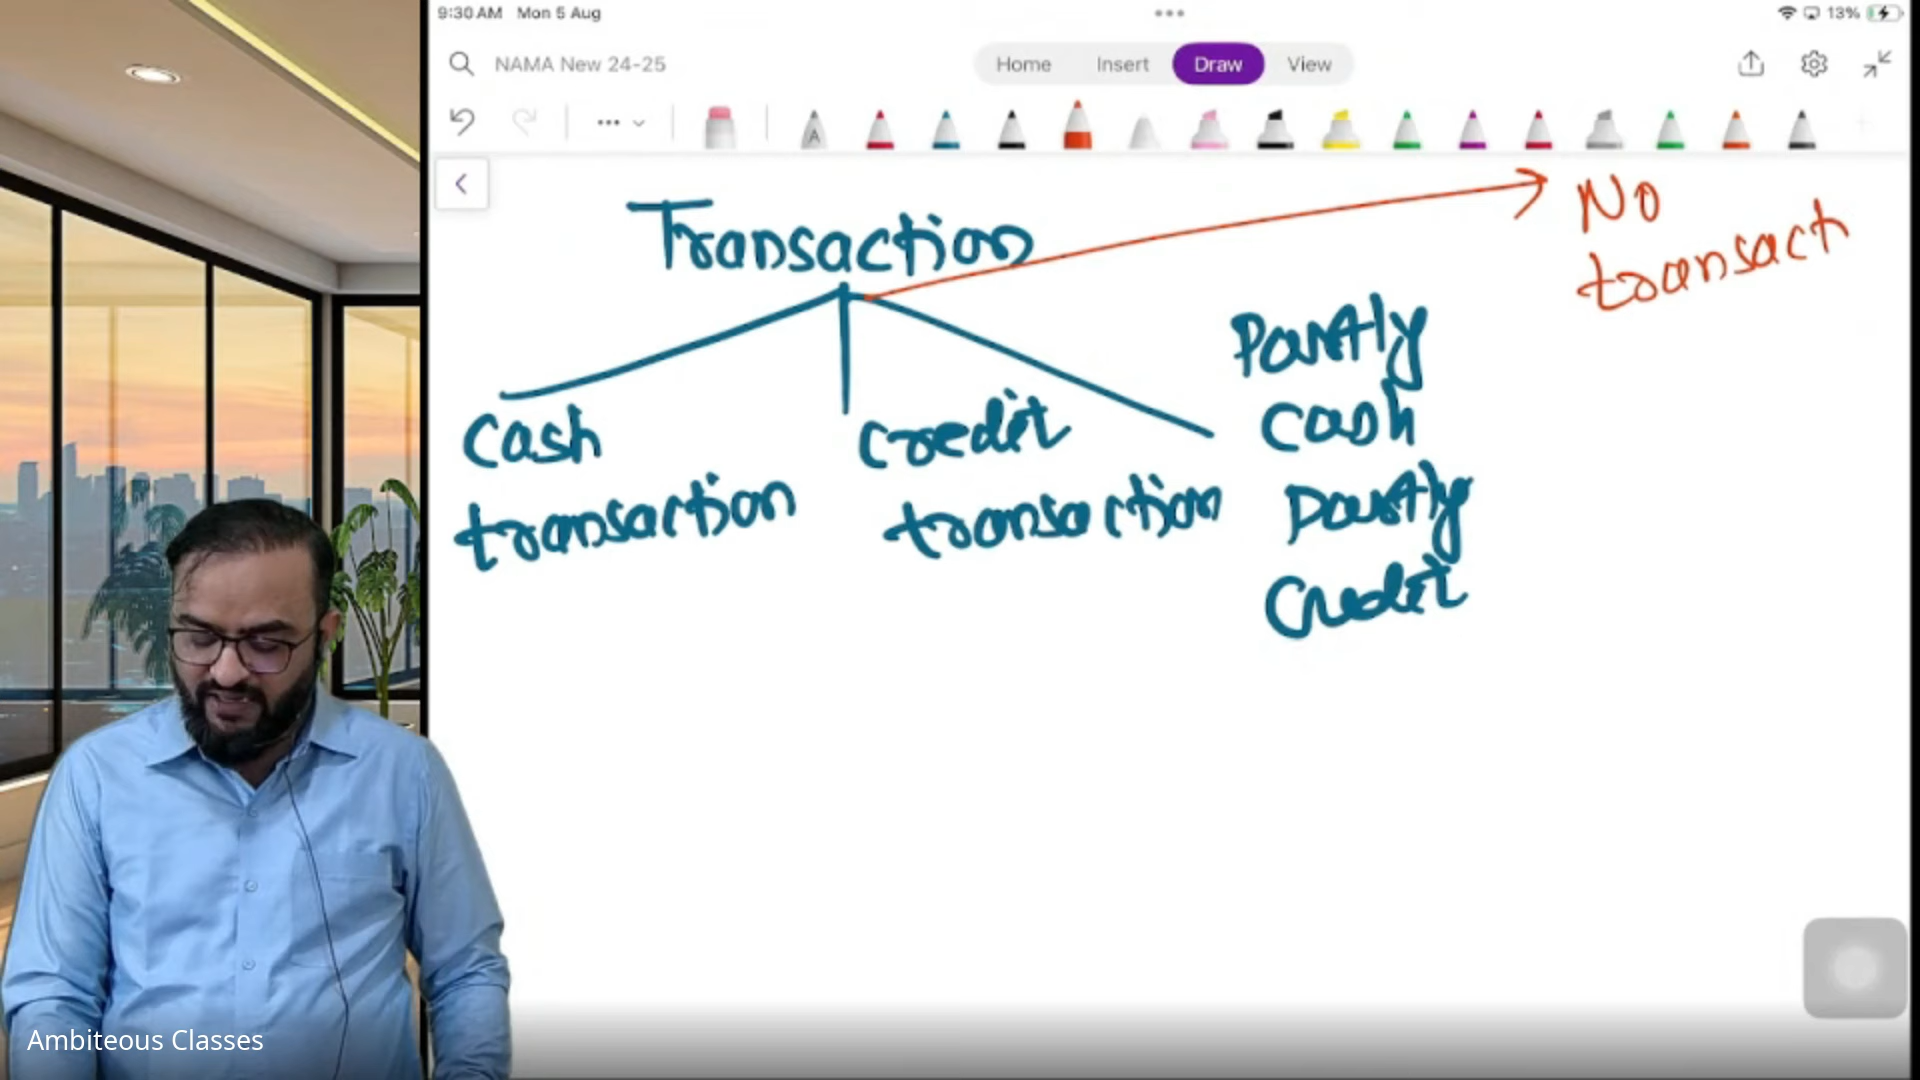 9:30 AM Mon 5 Aug
13%
NAMA New 24-25
Home Insert Draw View
A
Transaction
No
transact
Cash
transaction
Credit
transaction
Partly
Cash
Partly
Credit
Ambiteous Classes